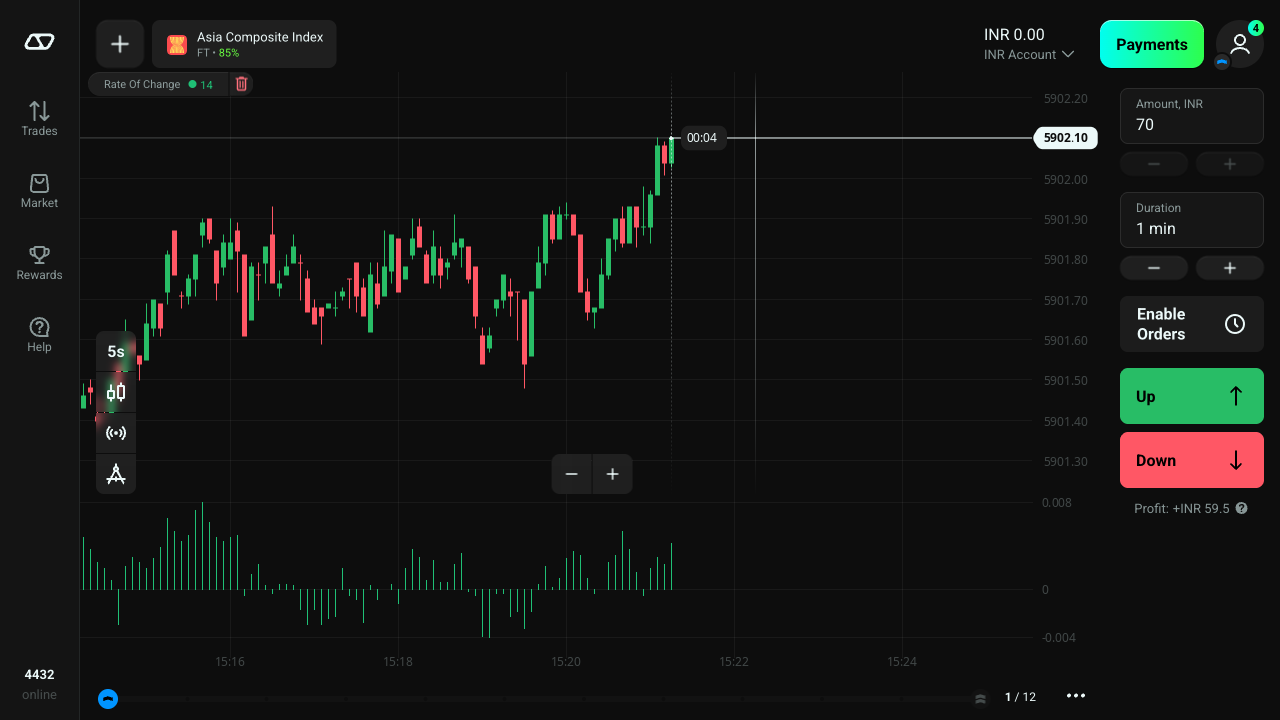 Asia Composite Index
FT • 85%
INR 0.00
INR Account
Payments
4
Rate Of Change 14
Trades
Market
Rewards
Help
4432
online
5s
00:04
5902.20
5902.10
5902.00
5901.90
5901.80
5901.70
5901.60
5901.50
5901.40
5901.30
0.008
0
-0.004
15:16
15:18
15:20
15:22
15:24
1 / 12
Amount, INR
70
Duration
1 min
Enable
Orders
Up
Down
Profit: +INR 59.5